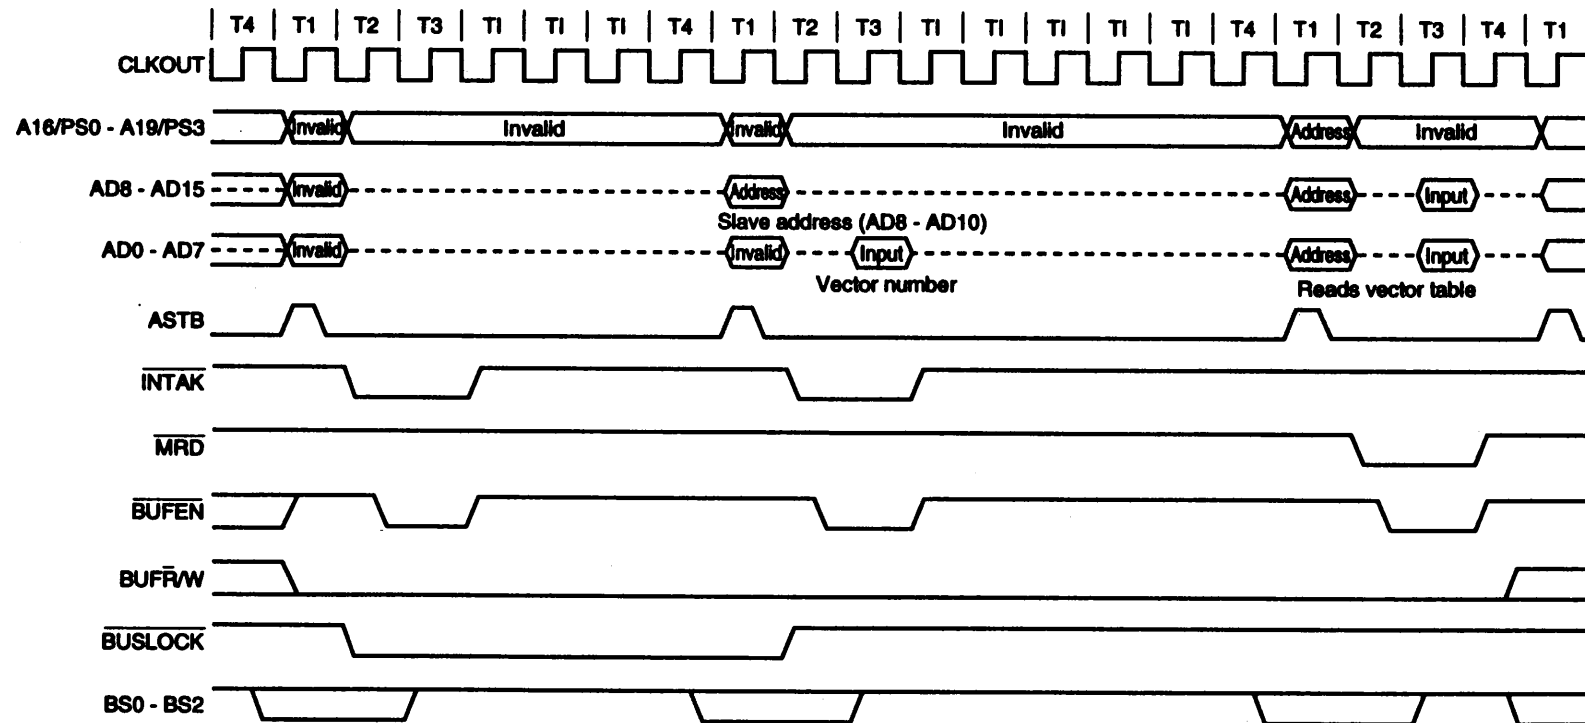 T4 T1 T2 T3 TI TI TI T4 T1 T2 T3 TI TI TI TI TI T4 T1 T2 T3 T4 T1
CLKOUT
A16/PS0 - A19/PS3 Invalid Invalid Invalid Invalid Address Invalid
AD8 - AD15 Invalid Address Address Input
Slave address (AD8 - AD10)
AD0 - AD7 Invalid Invalid Input Address Input
Vector number Reads vector table
ASTB
INTAK
MRD
BUFEN
BUFR̅/W
BUSLOCK
BS0 - BS2